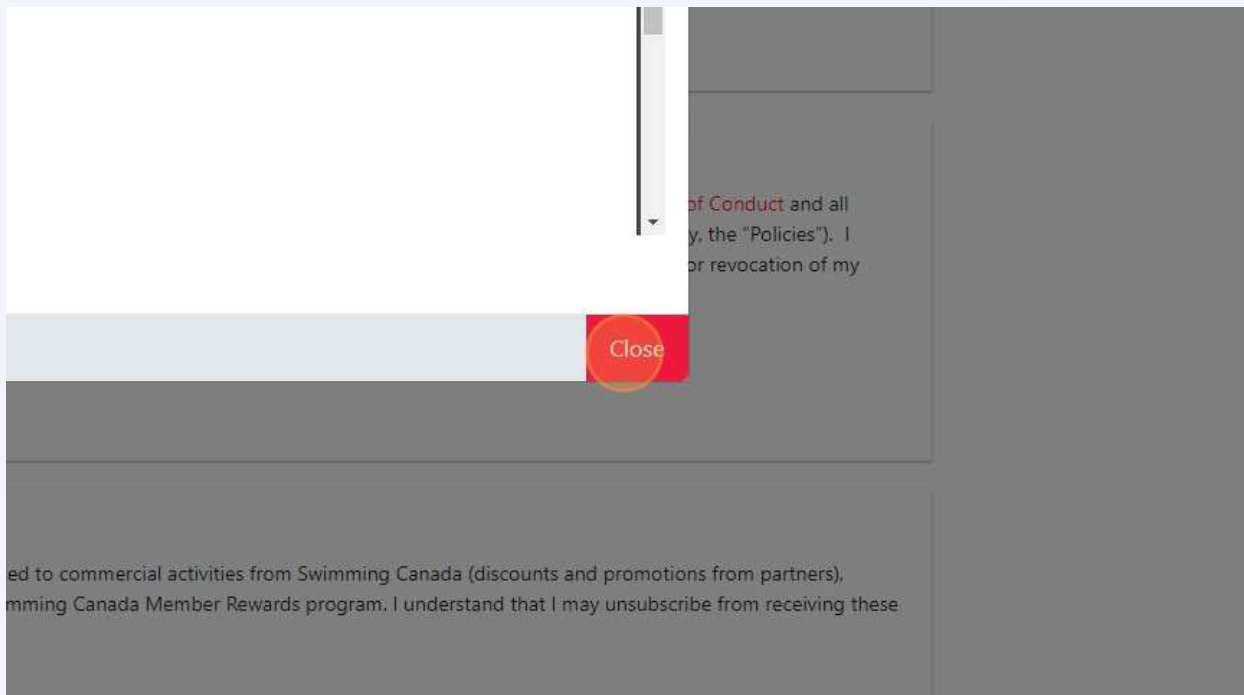 of Conduct and all
y, the “Policies”). I
or revocation of my
Close
ed to commercial activities from Swimming Canada (discounts and promotions from partners),
mming Canada Member Rewards program. I understand that I may unsubscribe from receiving these